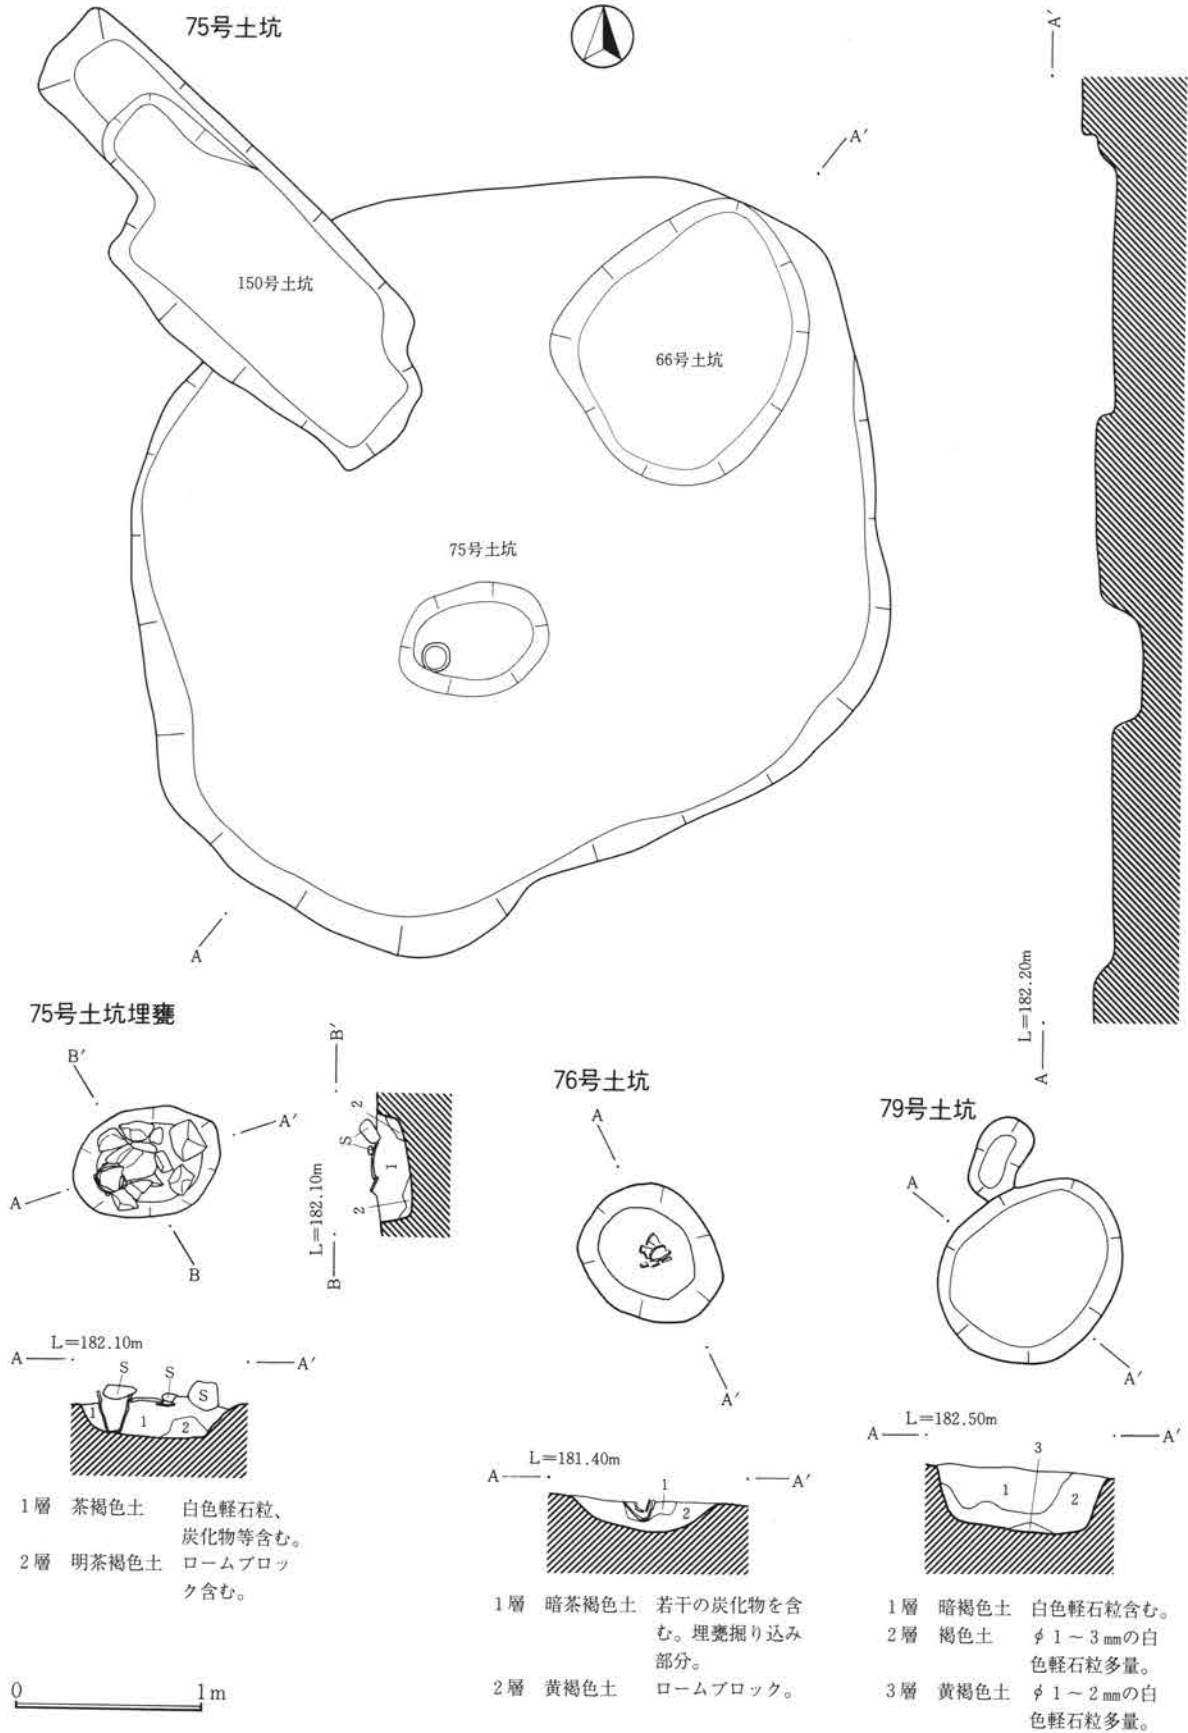 75号土坑
A′
A′
150号土坑
66号土坑
75号土坑
A
L=182.20m
A
75号土坑埋甕
B′
A′
A
B
B′
2
S
1
2
L=182.10m
B
76号土坑
A
A′
79号土坑
A
A′
L=182.10m
A
A′
S
S
S
1
1
2
1層 茶褐色土 白色軽石粒、
炭化物等含む。
2層 明茶褐色土 ロームブロッ
ク含む。
L=181.40m
A
A′
1
2
1層 暗茶褐色土 若干の炭化物を含
む。埋甕掘り込み
部分。
2層 黄褐色土 ロームブロック。
L=182.50m
A
A′
3
1
2
1層 暗褐色土 白色軽石粒含む。
2層 褐色土 φ1~3㎜の白
色軽石粒多量。
3層 黄褐色土 φ1~2㎜の白
色軽石粒多量。
0 1m